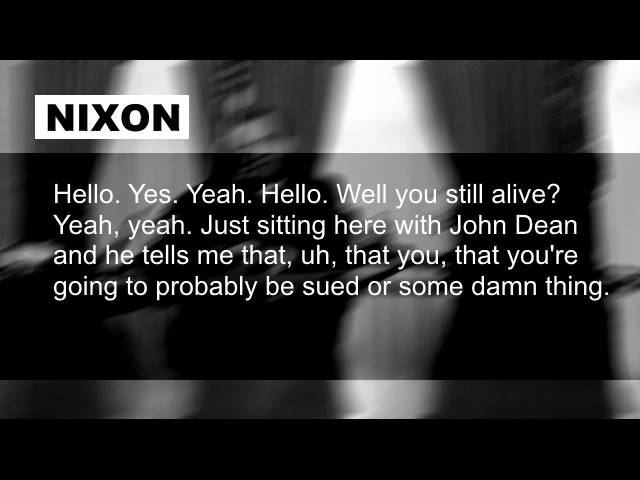 NIXON
Hello. Yes. Yeah. Hello. Well you still alive?
Yeah, yeah. Just sitting here with John Dean
and he tells me that, uh, that you, that you're
going to probably be sued or some damn thing.